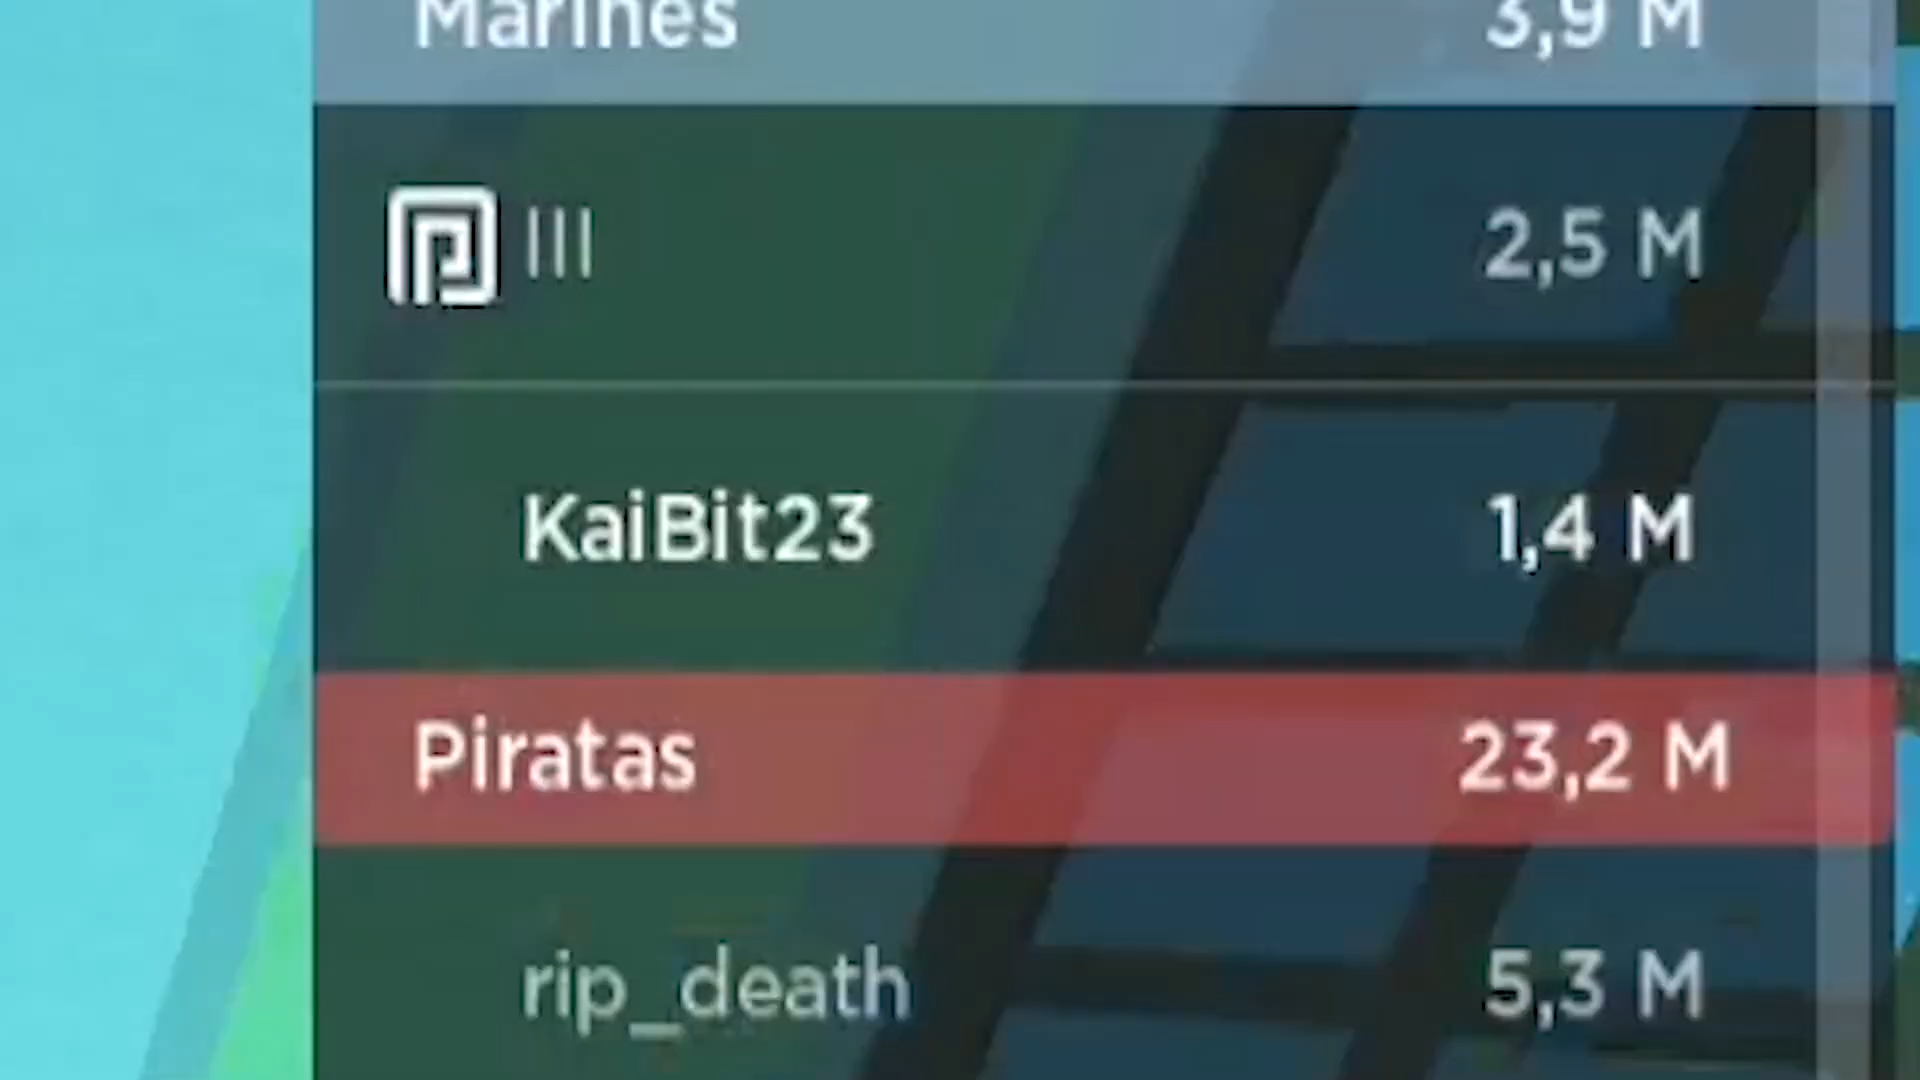 Marines 3,9 M
III 2,5 M
KaiBit23 1,4 M
Piratas 23,2 M
rip_death 5,3 M